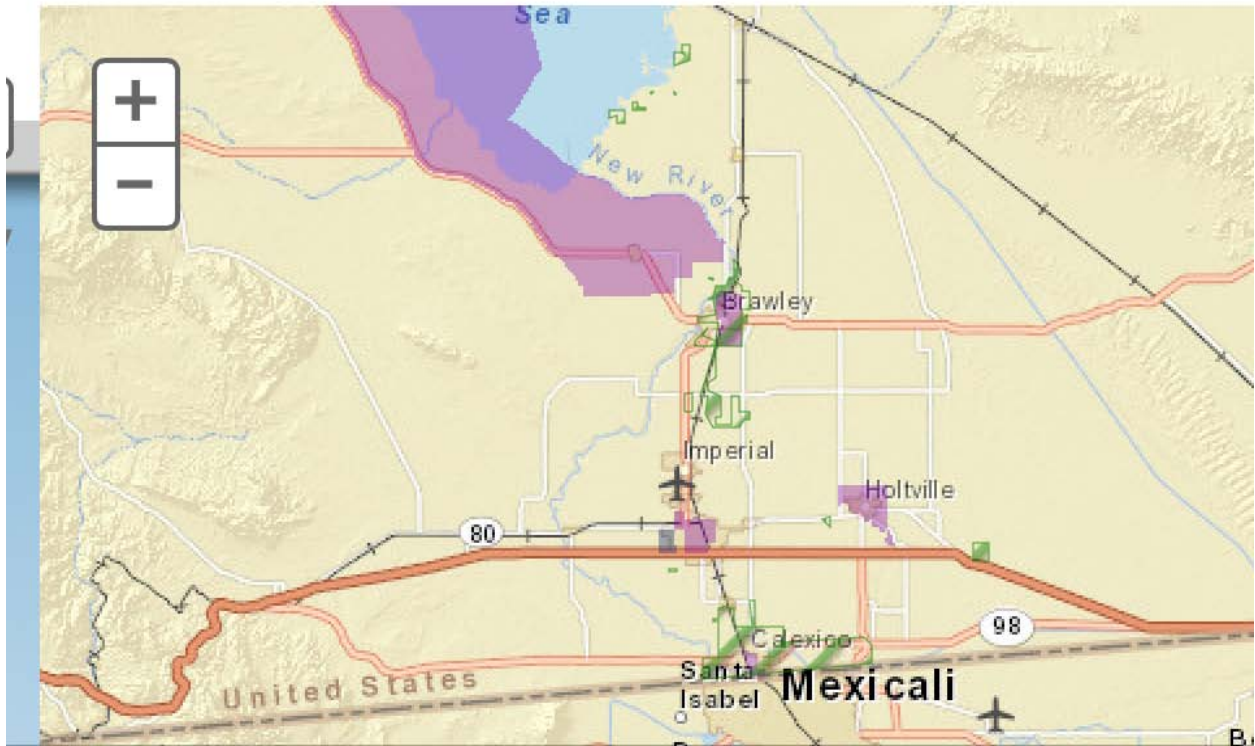 Sea
+
−
New River
Brawley
Imperial
Holtville
80
98
Calexico
Santa
Isabel
Mexicali
United States